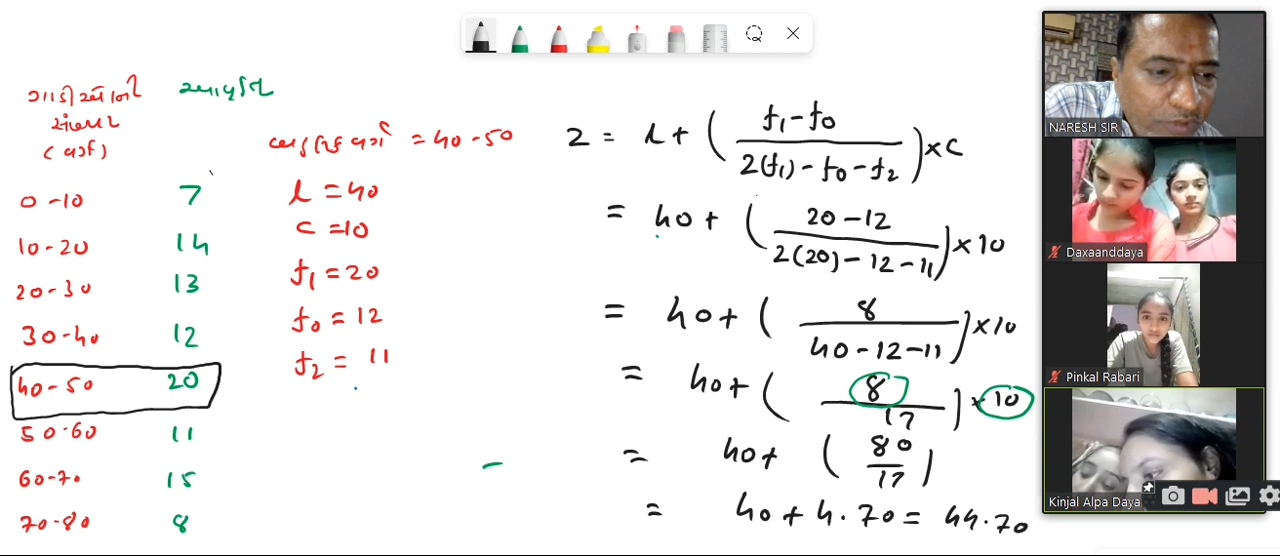 ગાડીઓની આવૃત્તિ
સંખ્યા
(વર્ગ)
0-10 7
10-20 14
20-30 13
30-40 12
40-50 20
50-60 11
60-70 15
70-80 8
વર્ગ = 40-50
l = 40
c = 10
f₁ = 20
f₀ = 12
f₂ = 11
Z = l + (f₁-f₀ / 2(f₁)-f₀-f₂) × C
= 40 + (20-12 / 2(20)-12-11) × 10
= 40 + (8 / 40-12-11) × 10
= 40 + (8 / 17) × 10
= 40 + (80 / 17)
= 40 + 4.70 = 44.70
NARESH SIR
Daxaanddaya
Pinkal Rabari
Kinjal Alpa Daya